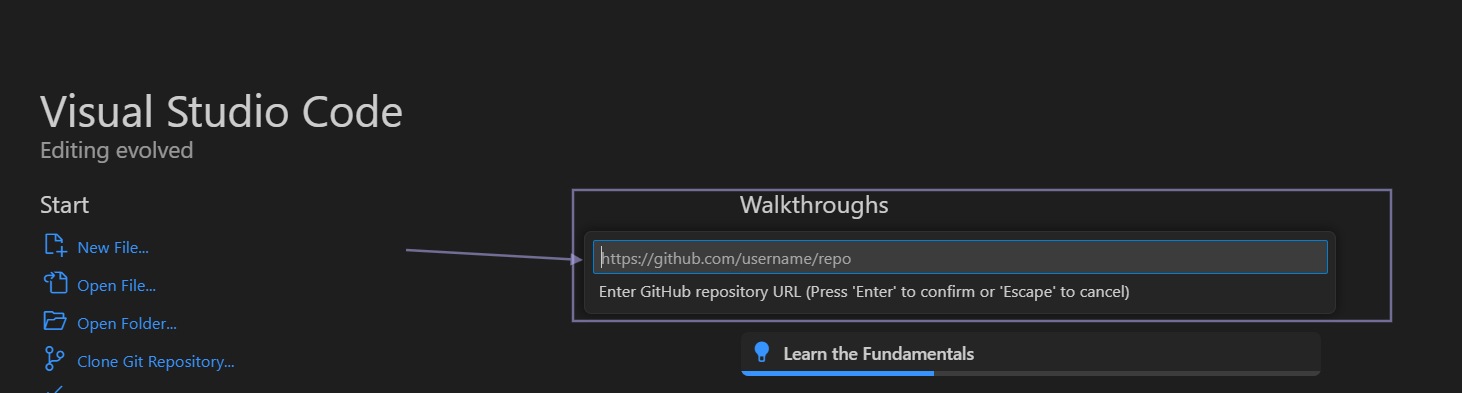 Visual Studio Code
Editing evolved
Start
New File...
Open File...
Open Folder...
Clone Git Repository...
Walkthroughs
https://github.com/username/repo
Enter GitHub repository URL (Press 'Enter' to confirm or 'Escape' to cancel)
Learn the Fundamentals